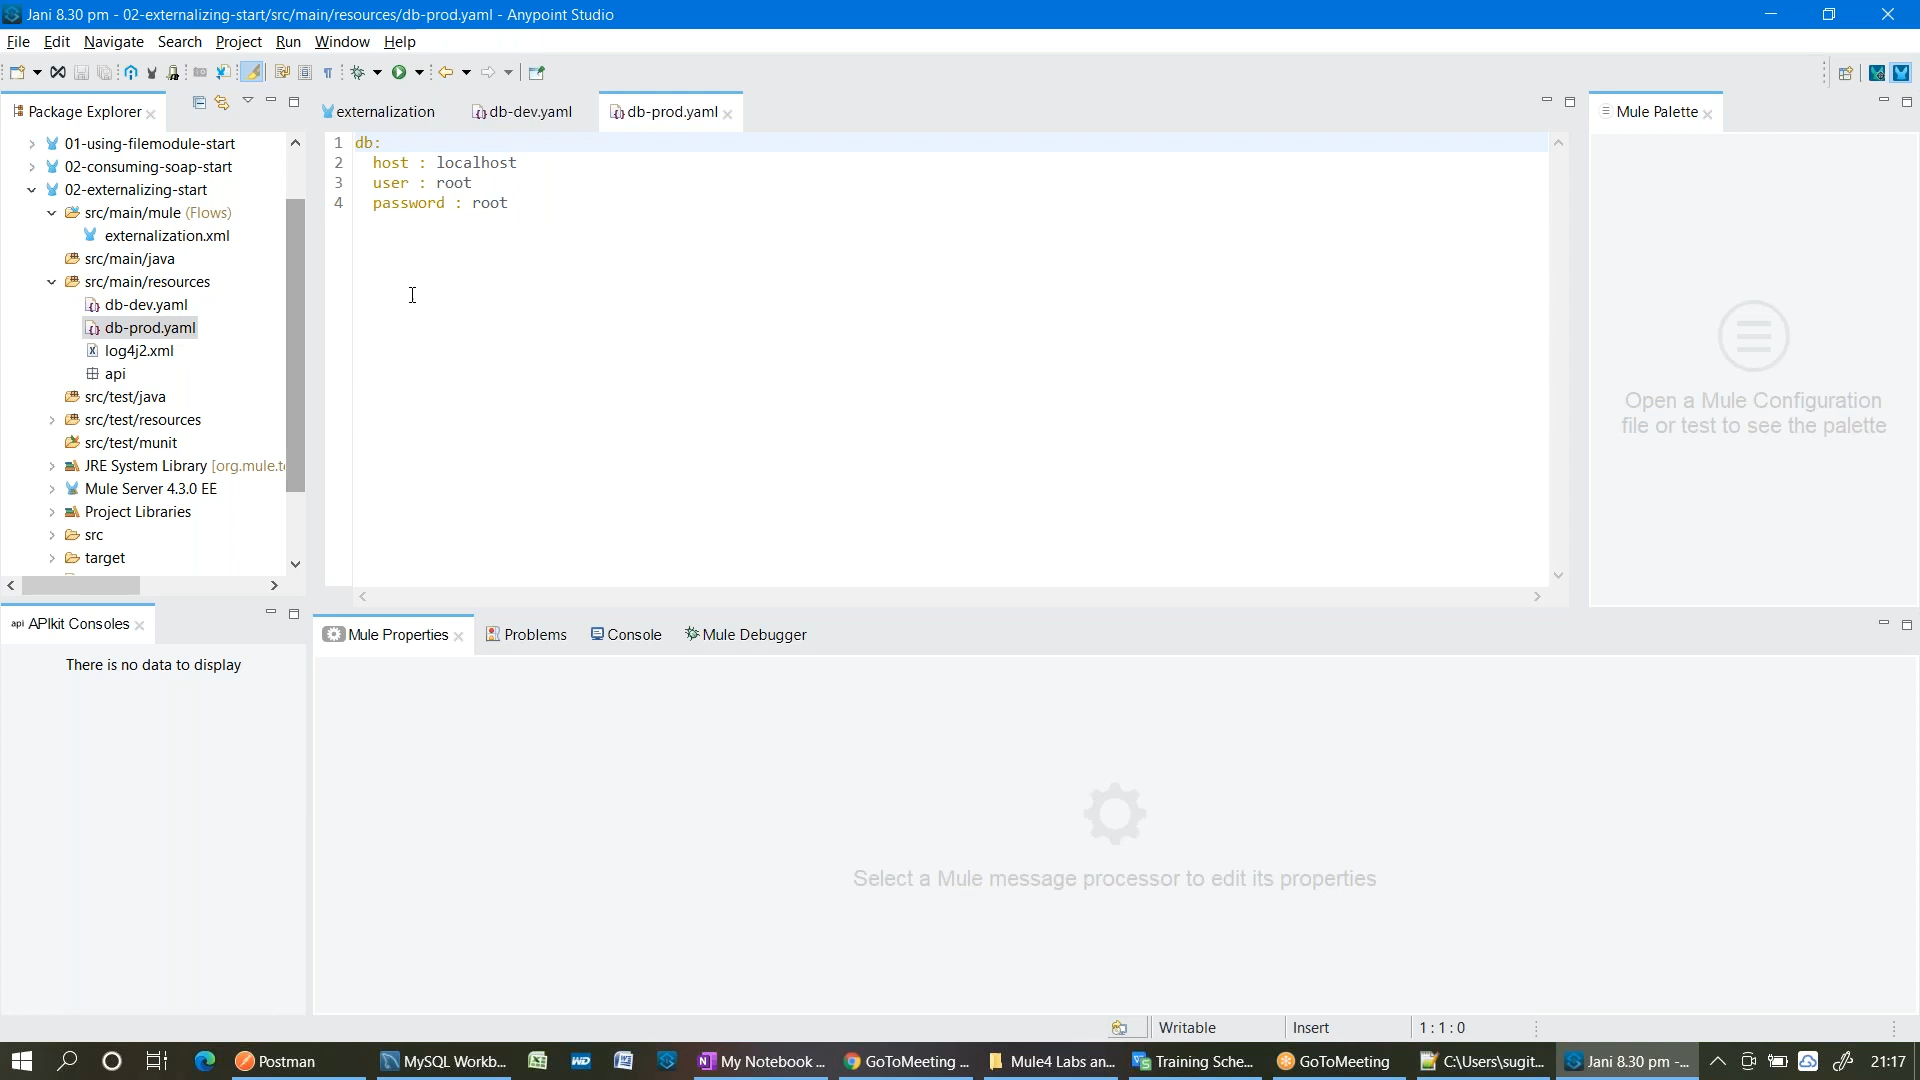 Jani 8.30 pm - 02-externalizing-start/src/main/resources/db-prod.yaml - Anypoint Studio
File Edit Navigate Search Project Run Window Help
Package Explorer
externalization
db-dev.yaml
db-prod.yaml
Mule Palette
01-using-filemodule-start
02-consuming-soap-start
02-externalizing-start
src/main/mule (Flows)
externalization.xml
src/main/java
src/main/resources
db-dev.yaml
db-prod.yaml
log4j2.xml
api
src/test/java
src/test/resources
src/test/munit
JRE System Library [org.mule.t
Mule Server 4.3.0 EE
Project Libraries
src
target
1 db:
2 host : localhost
3 user : root
4 password : root
Open a Mule Configuration
file or test to see the palette
api APIkit Consoles
There is no data to display
Mule Properties
Problems
Console
Mule Debugger
Select a Mule message processor to edit its properties
Writable
Insert
1 : 1 : 0
Postman
MySQL Workb...
My Notebook ...
GoToMeeting ...
Mule4 Labs an...
Training Sche...
GoToMeeting
C:\Users\sugit...
Jani 8.30 pm -...
21:17